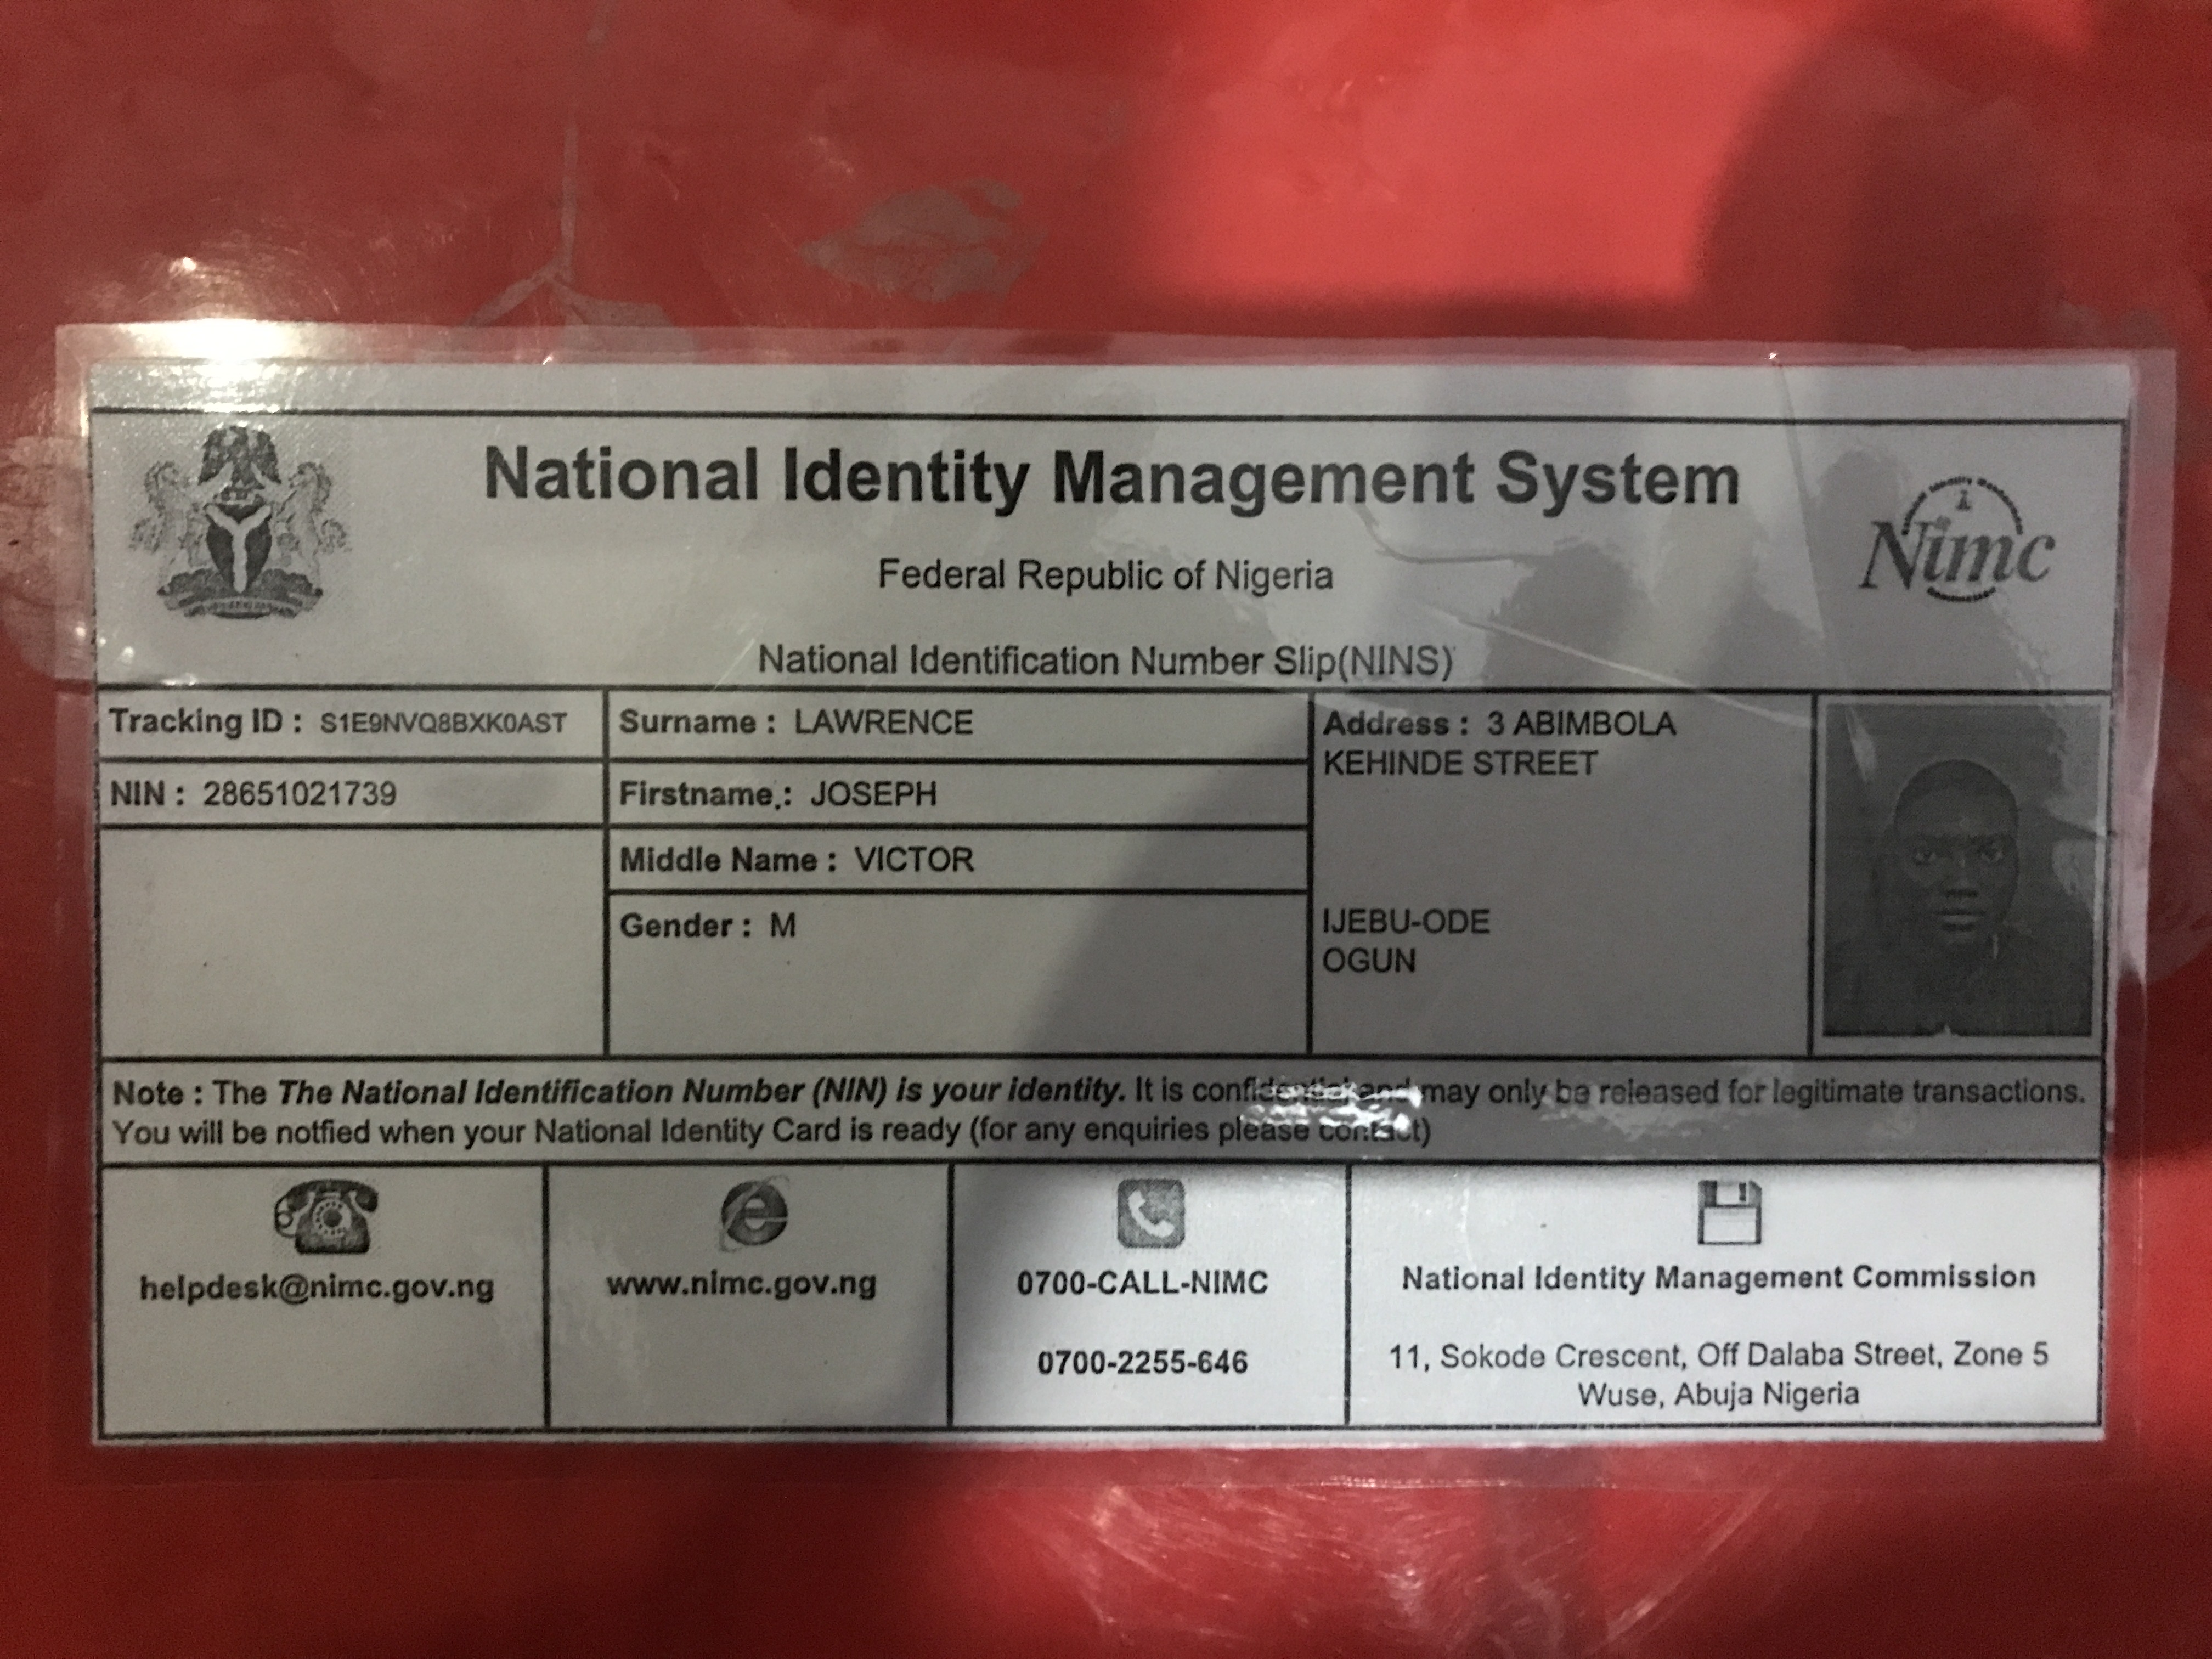 National Identity Management System
Federal Republic of Nigeria
National Identification Number Slip(NINS)
Nimc
Tracking ID : S1E9NVQ8BXK0AST
NIN : 28651021739
Surname : LAWRENCE
Firstname : JOSEPH
Middle Name : VICTOR
Gender : M
Address : 3 ABIMBOLA
KEHINDE STREET
IJEBU-ODE
OGUN
Note : The The National Identification Number (NIN) is your identity. It is confidential and may only be released for legitimate transactions.
You will be notfied when your National Identity Card is ready (for any enquiries please contact)
helpdesk@nimc.gov.ng
www.nimc.gov.ng
0700-CALL-NIMC
0700-2255-646
National Identity Management Commission
11, Sokode Crescent, Off Dalaba Street, Zone 5
Wuse, Abuja Nigeria